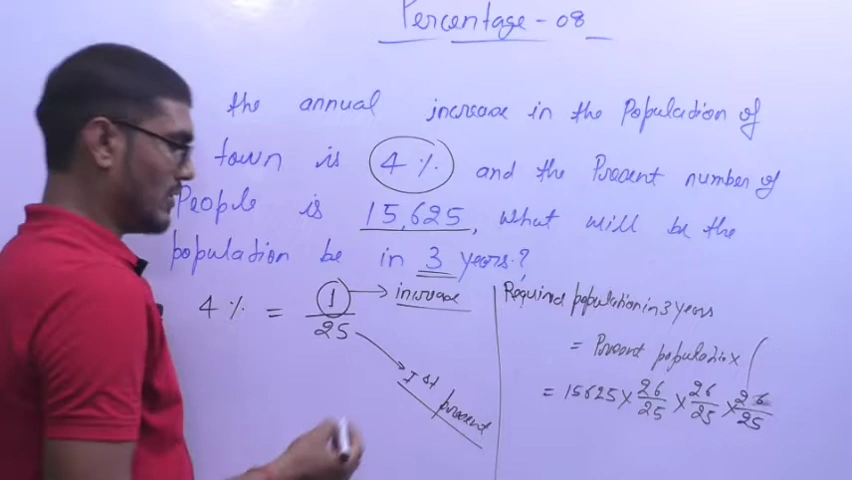 Percentage - 08
the annual increase in the Population of
town is 4 % and the Present number of
People is 15,625, what will be the
population be in 3 years.?
4 % = 1/25
increase
Ist present
Required population in 3 years
= Present population x
= 15625 x 26/25 x 26/25 x 26/25